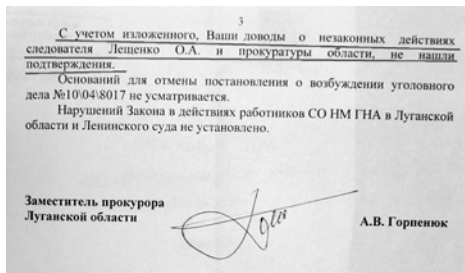 3
С учетом изложенного, Ваши доводы о незаконных действиях
следователя Лещенко О.А. и прокуратуры области, не нашли
подтверждения.
Оснований для отмены постановления о возбуждении уголовного
дела №10\04\8017 не усматривается.
Нарушений Закона в действиях работников СО НМ ГНА в Луганской
области и Ленинского суда не установлено.
Заместитель прокурора
Луганской области
А.В. Горпенюк